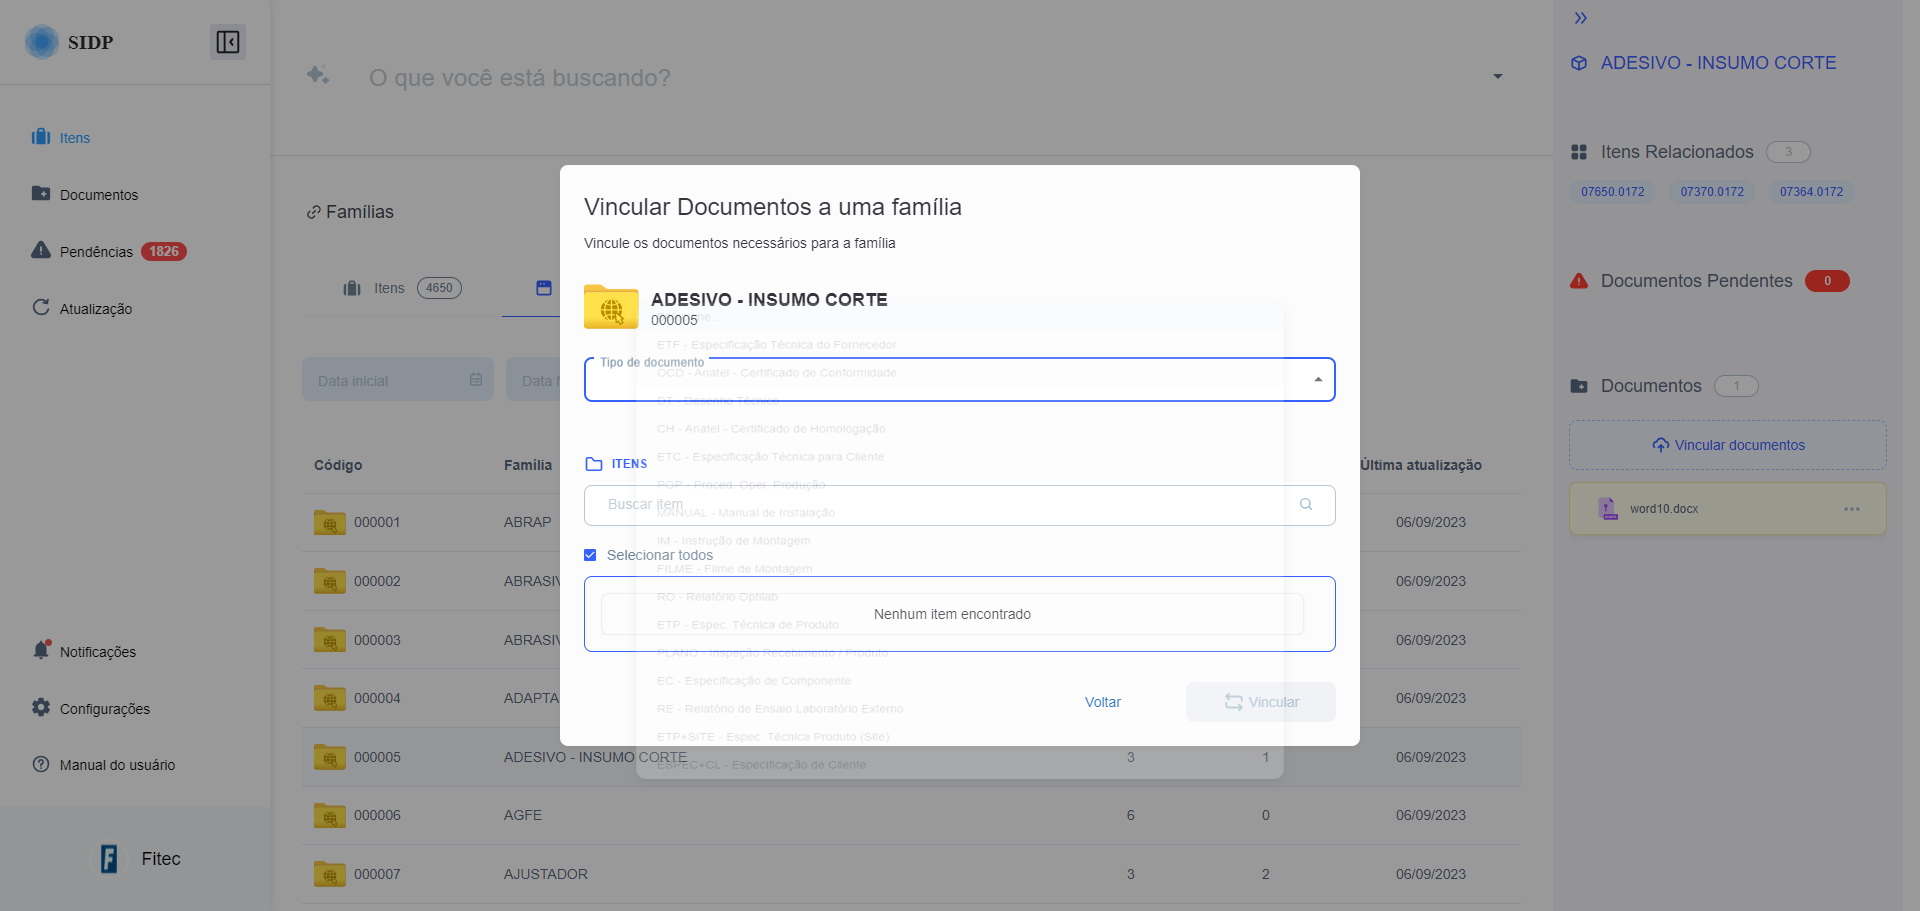 SIDP
Itens
Documentos
Pendências 1826
Atualização
Notificações
Configurações
Manual do usuário
Fitec
O que você está buscando?
Famílias
Itens 4650
Data inicial
Data f
Código Família Última atualização
000001 ABRAP 06/09/2023
000002 ABRASIV 06/09/2023
000003 ABRASIV 06/09/2023
000004 ADAPTA 06/09/2023
000005 ADESIVO - INSUMO CORTE 3 1 06/09/2023
000006 AGFE 6 0 06/09/2023
000007 AJUSTADOR 3 2 06/09/2023
Vincular Documentos a uma família
Vincule os documentos necessários para a família
ADESIVO - INSUMO CORTE
000005
Tipo de documento
ETF - Especificação Técnica do Fornecedor
OCD - Anatel - Certificado de Conformidade
DT - Desenho Técnico
CH - Anatel - Certificado de Homologação
ETC - Especificação Técnica para Cliente
POP - Proced. Oper. Produção
MANUAL - Manual de Instalação
IM - Instrução de Montagem
FILME - Filme de Montagem
RO - Relatório Optilab
ETP - Espec. Técnica de Produto
PLANO - Inspeção Recebimento / Produto
EC - Especificação de Componente
RE - Relatório de Ensaio Laboratório Externo
ETP+SITE - Espec. Técnica Produto (Site)
ESPEC+CL - Especificação de Cliente
ITENS
Buscar item
Selecionar todos
Nenhum item encontrado
Voltar
Vincular
ADESIVO - INSUMO CORTE
Itens Relacionados 3
07650.0172 07370.0172 07364.0172
Documentos Pendentes 0
Documentos 1
Vincular documentos
word10.docx